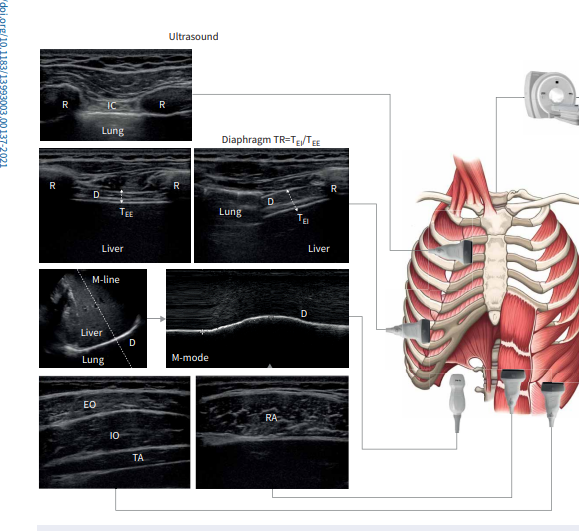 /doi.org/10.1183/13993003.00137-2021
Ultrasound
R IC R
Lung
Diaphragm TR=TEI/TEE
R D R
TEE
Liver
R
D
Lung
TEI
Liver
M-line
Liver
D
Lung
D
M-mode
EO
IO
TA
RA